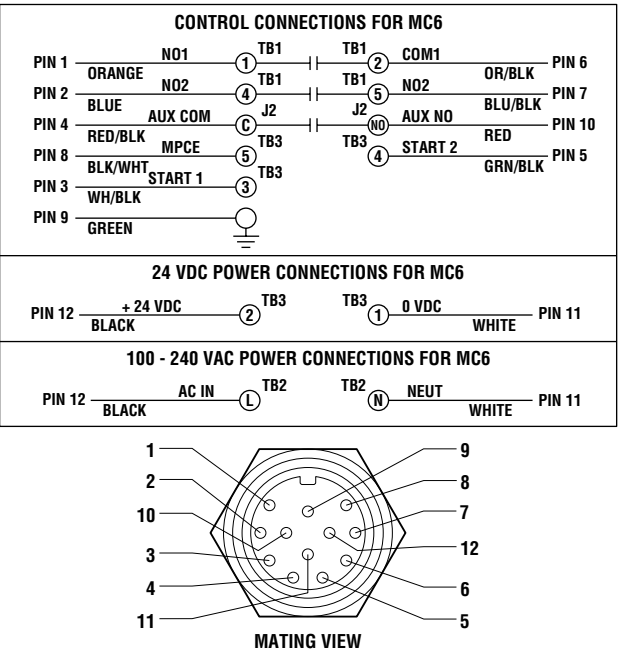 CONTROL CONNECTIONS FOR MC6
PIN 1 NO1 ORANGE 1 TB1 TB1 2 COM1 OR/BLK PIN 6
PIN 2 NO2 BLUE 4 TB1 TB1 5 NO2 BLU/BLK PIN 7
PIN 4 AUX COM RED/BLK C J2 J2 NO AUX NO RED PIN 10
PIN 8 MPCE BLK/WHT 5 TB3 TB3 4 START 2 GRN/BLK PIN 5
PIN 3 START 1 WH/BLK 3 TB3
PIN 9 GREEN
24 VDC POWER CONNECTIONS FOR MC6
PIN 12 + 24 VDC BLACK 2 TB3 TB3 1 0 VDC WHITE PIN 11
100 - 240 VAC POWER CONNECTIONS FOR MC6
PIN 12 AC IN BLACK L TB2 TB2 N NEUT WHITE PIN 11
1 9
2 8
10 7
3 12
4 6
11 5
MATING VIEW